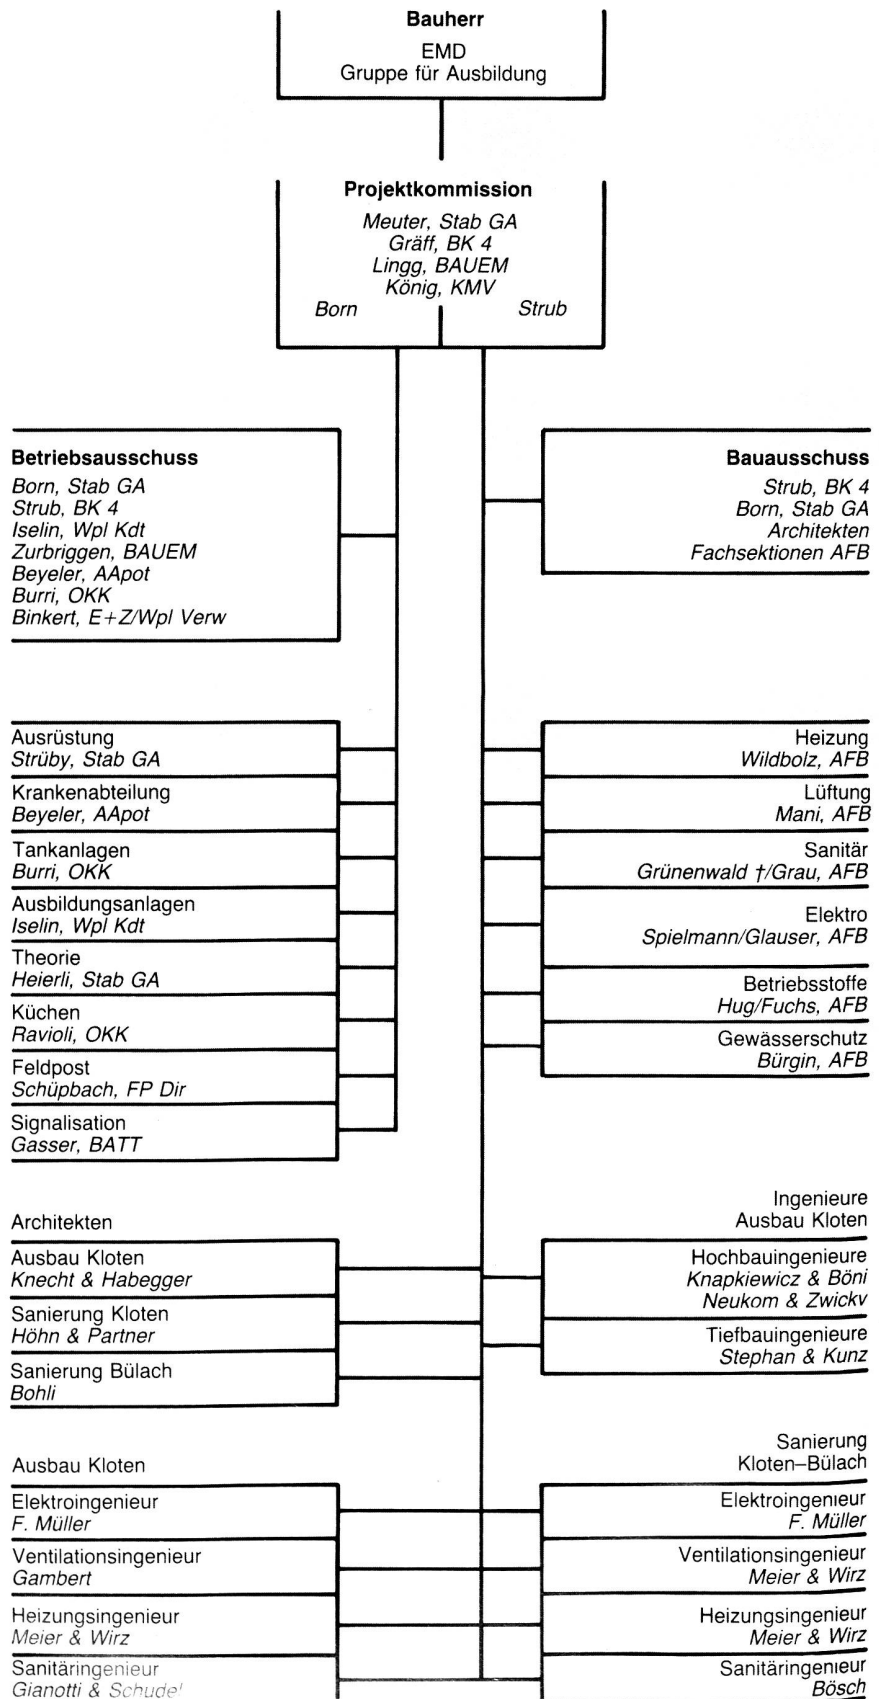 Bauherr
EMD
Gruppe für Ausbildung
Projektkommission
Meuter, Stab GA
Gräff, BK 4
Lingg, BAUEM
König, KMV
Born
Strub
Betriebsausschuss
Born, Stab GA
Strub, BK 4
Iselin, Wpl Kdt
Zurbriggen, BAUEM
Beyeler, AApot
Burri, OKK
Binkert, E+Z/Wpl Verw
Bauausschuss
Strub, BK 4
Born, Stab GA
Architekten
Fachsektionen AFB
Ausrüstung
Strüby, Stab GA
Krankenabteilung
Beyeler, AApot
Tankanlagen
Burri, OKK
Ausbildungsanlagen
Iselin, Wpl Kdt
Theorie
Heierli, Stab GA
Küchen
Ravioli, OKK
Feldpost
Schüpbach, FP Dir
Signalisation
Gasser, BATT
Heizung
Wildbolz, AFB
Lüftung
Mani, AFB
Sanitär
Grünenwald †/Grau, AFB
Elektro
Spielmann/Glauser, AFB
Betriebsstoffe
Hug/Fuchs, AFB
Gewässerschutz
Bürgin, AFB
Architekten
Ausbau Kloten
Knecht & Habegger
Sanierung Kloten
Höhn & Partner
Sanierung Bülach
Bohli
Ingenieure
Ausbau Kloten
Hochbauingenieure
Knapkiewicz & Böni
Neukom & Zwicky
Tiefbauingenieure
Stephan & Kunz
Ausbau Kloten
Elektroingenieur
F. Müller
Ventilationsingenieur
Gambert
Heizungsingenieur
Meier & Wirz
Sanitäringenieur
Gianotti & Schudel
Sanierung
Kloten–Bülach
Elektroingenieur
F. Müller
Ventilationsingenieur
Meier & Wirz
Heizungsingenieur
Meier & Wirz
Sanitäringenieur
Bösch